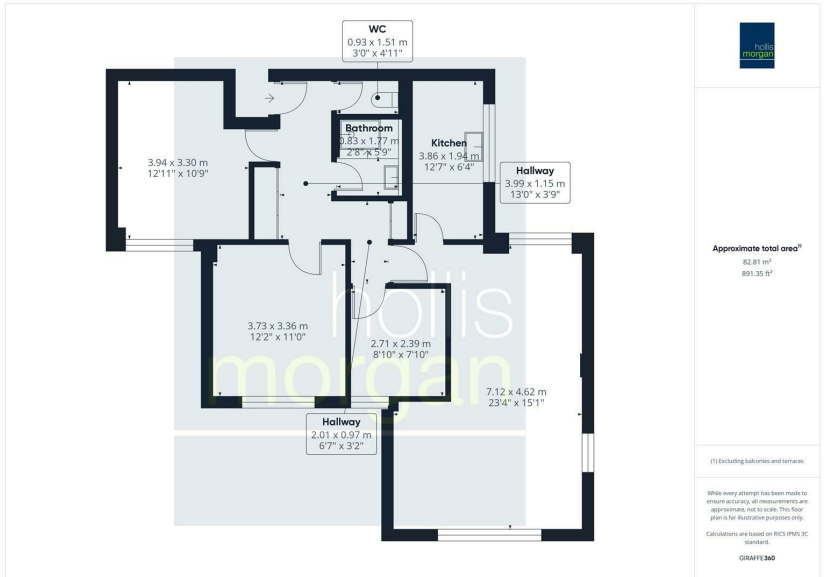 WC
0.93 x 1.51 m
3'0" x 4'11"
3.94 x 3.30 m
12'11" x 10'9"
Bathroom
0.83 x 1.77 m
2'8" x 5'9"
Kitchen
3.86 x 1.94 m
12'7" x 6'4"
Hallway
3.99 x 1.15 m
13'0" x 3'9"
3.73 x 3.36 m
12'2" x 11'0"
2.71 x 2.39 m
8'10" x 7'10"
7.12 x 4.62 m
23'4" x 15'1"
Hallway
2.01 x 0.97 m
6'7" x 3'2"
hollis
morgan
hollis
morgan
Approximate total area⁽¹⁾
82.81 m²
891.35 ft²
(1) Excluding balconies and terraces
While every attempt has been made to
ensure accuracy, all measurements are
approximate, not to scale. This floor
plan is for illustrative purposes only.
Calculations are based on RICS IPMS 3C
standard.
GIRAFFE360